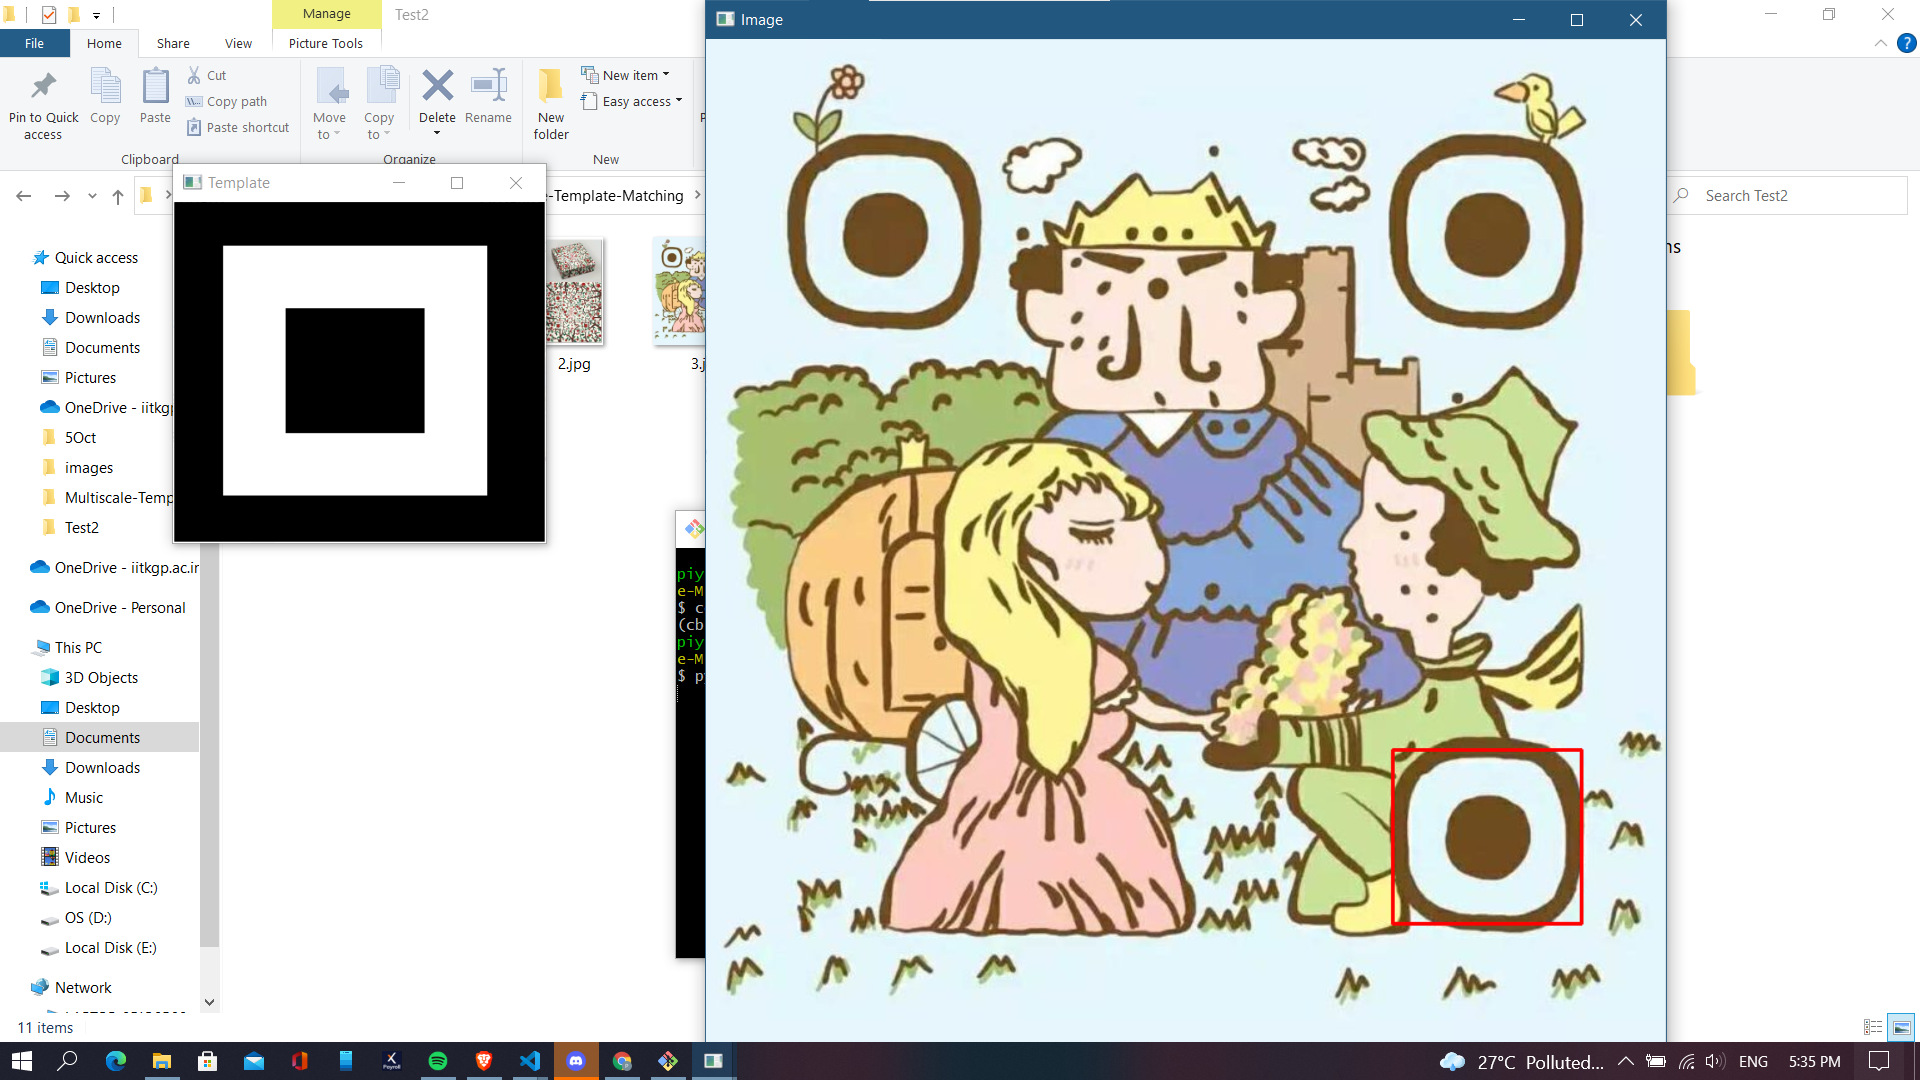 Manage
Test2
File
Home
Share
View
Picture Tools
Pin to Quick access
Copy
Paste
Cut
Copy path
Paste shortcut
Clipboard
Move to
Copy to
Delete
Rename
Organize
New folder
New item
Easy access
New
Image
Template
e-Template-Matching
Search Test2
Quick access
Desktop
Downloads
Documents
Pictures
OneDrive - iitkgp
5Oct
images
Multiscale-Temp
Test2
OneDrive - iitkgp.ac.ir
OneDrive - Personal
This PC
3D Objects
Desktop
Documents
Downloads
Music
Pictures
Videos
Local Disk (C:)
OS (D:)
Local Disk (E:)
Network
2.jpg
3.j
ns
piy
e-M
$ c
(cb
piy
e-M
$ p
11 items
27°C Polluted...
ENG
5:35 PM